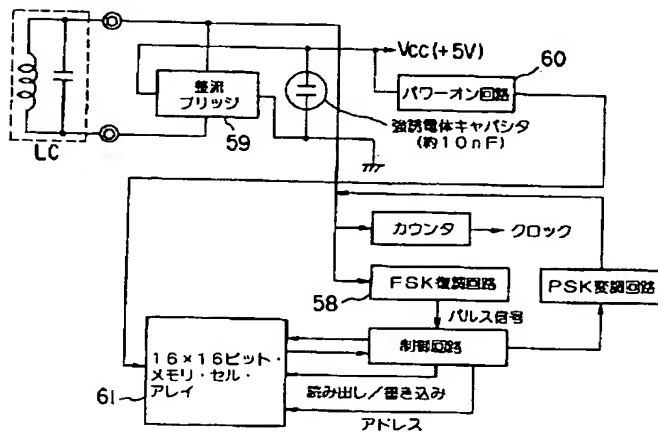 LC
整流
ブリッジ
59
Vcc(+5V)
60
パワーオン回路
強誘電体キャパシタ
(約10nF)
カウンタ
クロック
58
FSK復調回路
PSK変調回路
パルス信号
制御回路
16×16ビット・
メモリ・セル・
アレイ
61
読み出し/書き込み
アドレス